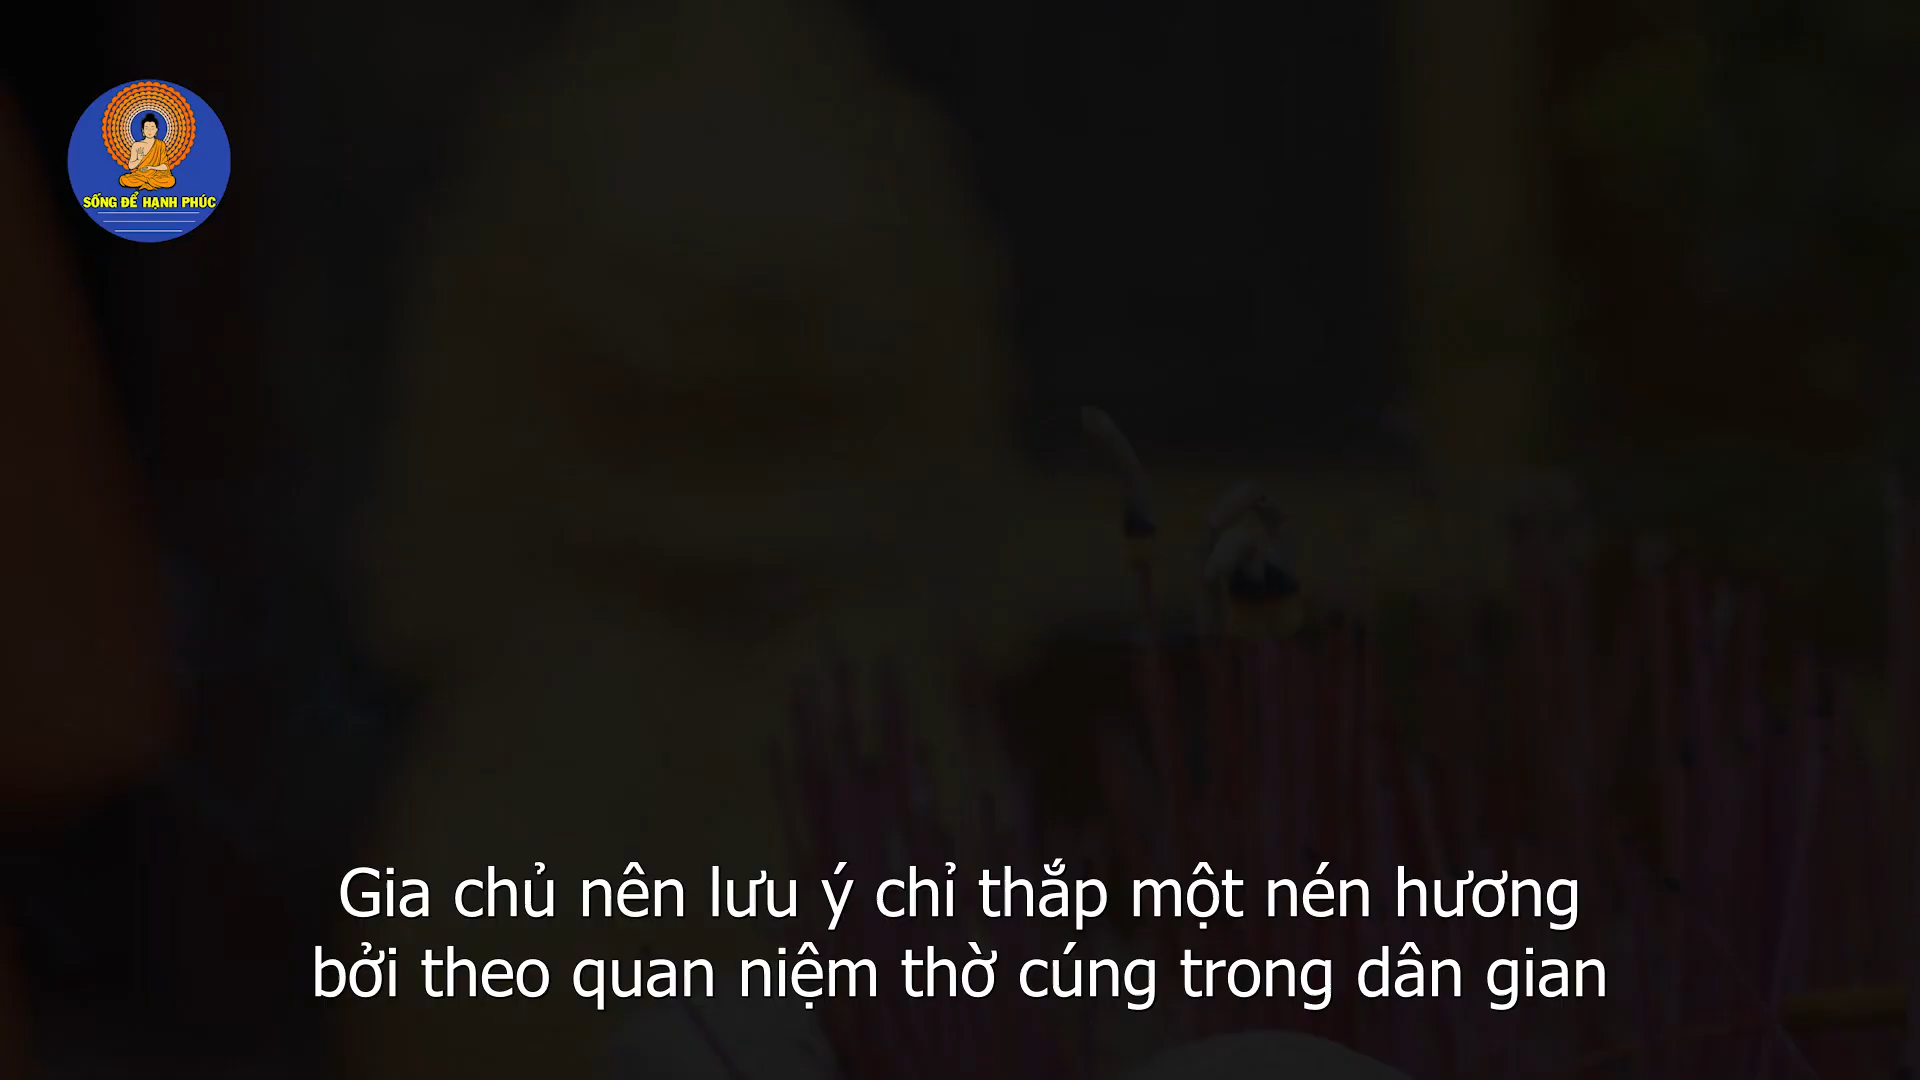 SỐNG ĐỂ HẠNH PHÚC
Gia chủ nên lưu ý chỉ thắp một nén hương
bởi theo quan niệm thờ cúng trong dân gian